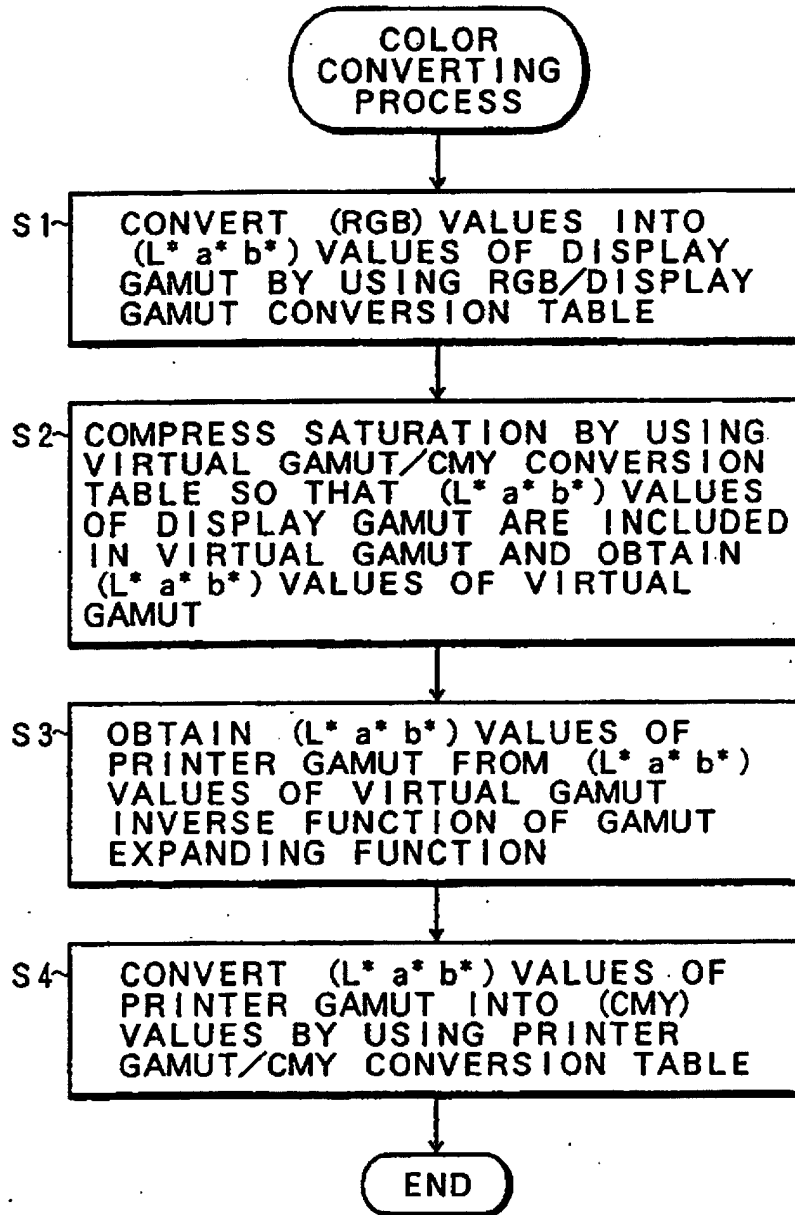 COLOR
CONVERTING
PROCESS
S1~ CONVERT (RGB) VALUES INTO
(L* a* b*) VALUES OF DISPLAY
GAMUT BY USING RGB/DISPLAY
GAMUT CONVERSION TABLE
S2~ COMPRESS SATURATION BY USING
VIRTUAL GAMUT/CMY CONVERSION
TABLE SO THAT (L* a* b*) VALUES
OF DISPLAY GAMUT ARE INCLUDED
IN VIRTUAL GAMUT AND OBTAIN
(L* a* b*) VALUES OF VIRTUAL
GAMUT
S3~ OBTAIN (L* a* b*) VALUES OF
PRINTER GAMUT FROM (L* a* b*)
VALUES OF VIRTUAL GAMUT
INVERSE FUNCTION OF GAMUT
EXPANDING FUNCTION
S4~ CONVERT (L* a* b*) VALUES OF
PRINTER GAMUT INTO (CMY)
VALUES BY USING PRINTER
GAMUT/CMY CONVERSION TABLE
END